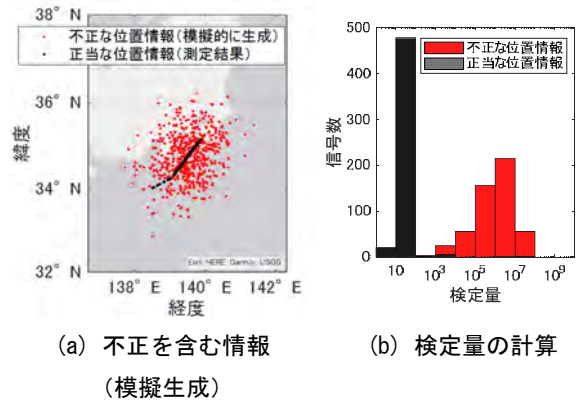 38° N
不正な位置情報(模擬的に生成)
正当な位置情報(測定結果)
36° N
34° N
32° N
緯度
138° E 140° E 142° E
経度
Esri, HERE, Garmin, USGS
(a) 不正を含む情報
(模擬生成)
500
400
300
200
100
0
信号数
不正な位置情報
正当な位置情報
10 10³ 10⁵ 10⁷ 10⁹
検定量
(b) 検定量の計算